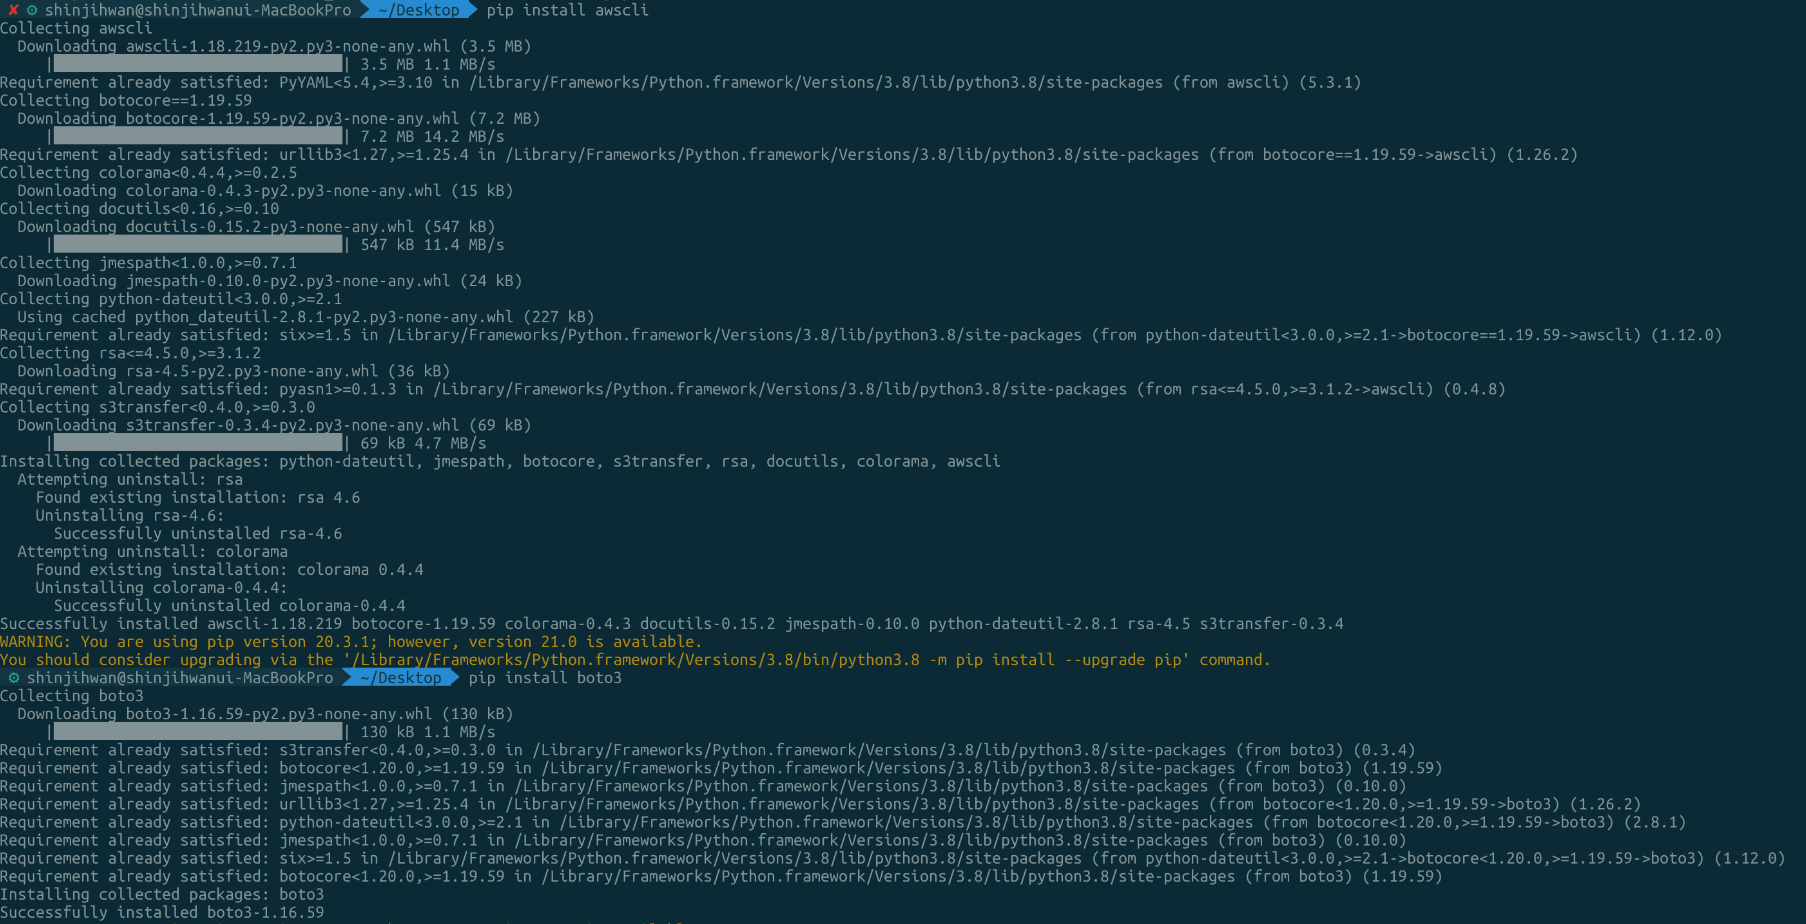 ✘ ⚙ shinjihwan@shinjihwanui-MacBookPro ~/Desktop pip install awscli
Collecting awscli
  Downloading awscli-1.18.219-py2.py3-none-any.whl (3.5 MB)
     |████████████████████████████████| 3.5 MB 1.1 MB/s
Requirement already satisfied: PyYAML<5.4,>=3.10 in /Library/Frameworks/Python.framework/Versions/3.8/lib/python3.8/site-packages (from awscli) (5.3.1)
Collecting botocore==1.19.59
  Downloading botocore-1.19.59-py2.py3-none-any.whl (7.2 MB)
     |████████████████████████████████| 7.2 MB 14.2 MB/s
Requirement already satisfied: urllib3<1.27,>=1.25.4 in /Library/Frameworks/Python.framework/Versions/3.8/lib/python3.8/site-packages (from botocore==1.19.59->awscli) (1.26.2)
Collecting colorama<0.4.4,>=0.2.5
  Downloading colorama-0.4.3-py2.py3-none-any.whl (15 kB)
Collecting docutils<0.16,>=0.10
  Downloading docutils-0.15.2-py3-none-any.whl (547 kB)
     |████████████████████████████████| 547 kB 11.4 MB/s
Collecting jmespath<1.0.0,>=0.7.1
  Downloading jmespath-0.10.0-py2.py3-none-any.whl (24 kB)
Collecting python-dateutil<3.0.0,>=2.1
  Using cached python_dateutil-2.8.1-py2.py3-none-any.whl (227 kB)
Requirement already satisfied: six>=1.5 in /Library/Frameworks/Python.framework/Versions/3.8/lib/python3.8/site-packages (from python-dateutil<3.0.0,>=2.1->botocore==1.19.59->awscli) (1.12.0)
Collecting rsa<=4.5.0,>=3.1.2
  Downloading rsa-4.5-py2.py3-none-any.whl (36 kB)
Requirement already satisfied: pyasn1>=0.1.3 in /Library/Frameworks/Python.framework/Versions/3.8/lib/python3.8/site-packages (from rsa<=4.5.0,>=3.1.2->awscli) (0.4.8)
Collecting s3transfer<0.4.0,>=0.3.0
  Downloading s3transfer-0.3.4-py2.py3-none-any.whl (69 kB)
     |████████████████████████████████| 69 kB 4.7 MB/s
Installing collected packages: python-dateutil, jmespath, botocore, s3transfer, rsa, docutils, colorama, awscli
  Attempting uninstall: rsa
    Found existing installation: rsa 4.6
    Uninstalling rsa-4.6:
      Successfully uninstalled rsa-4.6
  Attempting uninstall: colorama
    Found existing installation: colorama 0.4.4
    Uninstalling colorama-0.4.4:
      Successfully uninstalled colorama-0.4.4
Successfully installed awscli-1.18.219 botocore-1.19.59 colorama-0.4.3 docutils-0.15.2 jmespath-0.10.0 python-dateutil-2.8.1 rsa-4.5 s3transfer-0.3.4
WARNING: You are using pip version 20.3.1; however, version 21.0 is available.
You should consider upgrading via the '/Library/Frameworks/Python.framework/Versions/3.8/bin/python3.8 -m pip install --upgrade pip' command.
⚙ shinjihwan@shinjihwanui-MacBookPro ~/Desktop pip install boto3
Collecting boto3
  Downloading boto3-1.16.59-py2.py3-none-any.whl (130 kB)
     |████████████████████████████████| 130 kB 1.1 MB/s
Requirement already satisfied: s3transfer<0.4.0,>=0.3.0 in /Library/Frameworks/Python.framework/Versions/3.8/lib/python3.8/site-packages (from boto3) (0.3.4)
Requirement already satisfied: botocore<1.20.0,>=1.19.59 in /Library/Frameworks/Python.framework/Versions/3.8/lib/python3.8/site-packages (from boto3) (1.19.59)
Requirement already satisfied: jmespath<1.0.0,>=0.7.1 in /Library/Frameworks/Python.framework/Versions/3.8/lib/python3.8/site-packages (from boto3) (0.10.0)
Requirement already satisfied: urllib3<1.27,>=1.25.4 in /Library/Frameworks/Python.framework/Versions/3.8/lib/python3.8/site-packages (from botocore<1.20.0,>=1.19.59->boto3) (1.26.2)
Requirement already satisfied: python-dateutil<3.0.0,>=2.1 in /Library/Frameworks/Python.framework/Versions/3.8/lib/python3.8/site-packages (from botocore<1.20.0,>=1.19.59->boto3) (2.8.1)
Requirement already satisfied: jmespath<1.0.0,>=0.7.1 in /Library/Frameworks/Python.framework/Versions/3.8/lib/python3.8/site-packages (from boto3) (0.10.0)
Requirement already satisfied: six>=1.5 in /Library/Frameworks/Python.framework/Versions/3.8/lib/python3.8/site-packages (from python-dateutil<3.0.0,>=2.1->botocore<1.20.0,>=1.19.59->boto3) (1.12.0)
Requirement already satisfied: botocore<1.20.0,>=1.19.59 in /Library/Frameworks/Python.framework/Versions/3.8/lib/python3.8/site-packages (from boto3) (1.19.59)
Installing collected packages: boto3
Successfully installed boto3-1.16.59